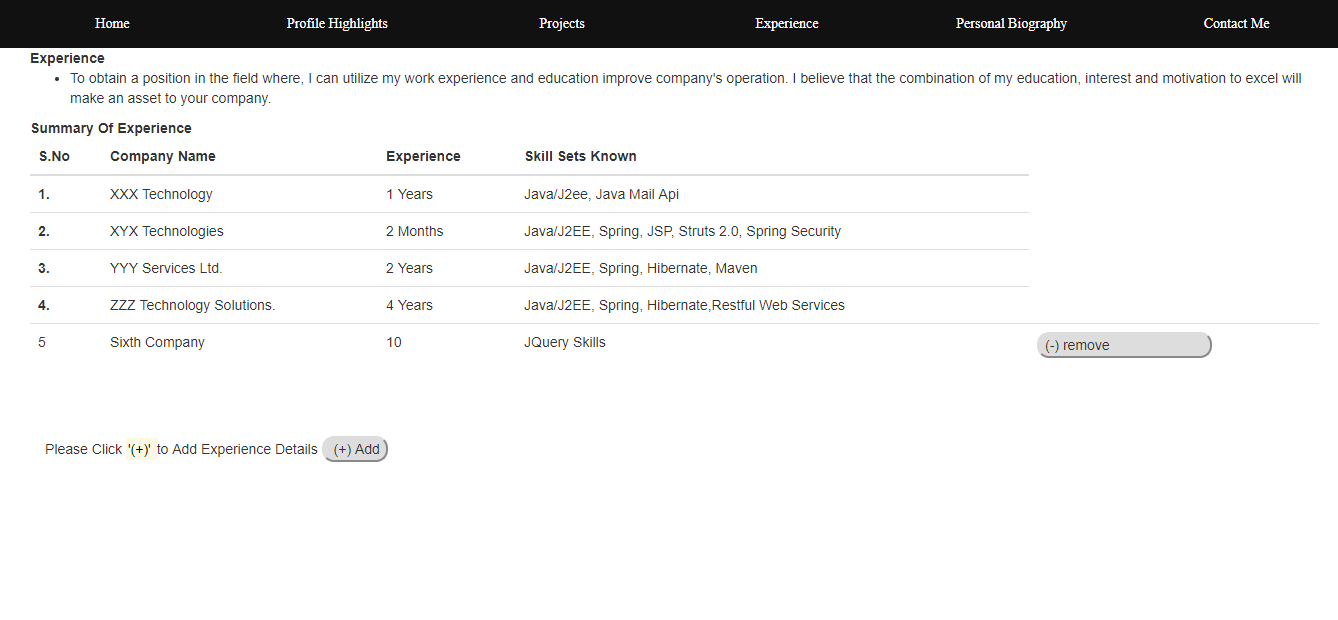 Home Profile Highlights Projects Experience Personal Biography Contact Me
Experience
• To obtain a position in the field where, I can utilize my work experience and education improve company's operation. I believe that the combination of my education, interest and motivation to excel will
make an asset to your company.
Summary Of Experience
S.No Company Name Experience Skill Sets Known
1. XXX Technology 1 Years Java/J2ee, Java Mail Api
2. XYX Technologies 2 Months Java/J2EE, Spring, JSP, Struts 2.0, Spring Security
3. YYY Services Ltd. 2 Years Java/J2EE, Spring, Hibernate, Maven
4. ZZZ Technology Solutions. 4 Years Java/J2EE, Spring, Hibernate,Restful Web Services
5 Sixth Company 10 JQuery Skills (-) remove
Please Click '(+)' to Add Experience Details (+) Add